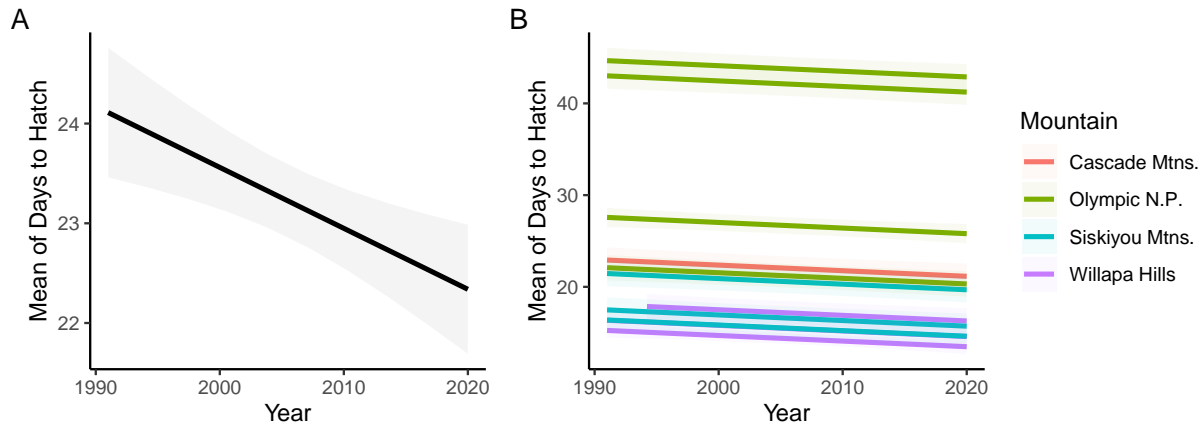 A
Mean of Days to Hatch
24
23
22
1990
2000
2010
2020
Year
B
Mean of Days to Hatch
40
30
20
1990
2000
2010
2020
Year
Mountain
Cascade Mtns.
Olympic N.P.
Siskiyou Mtns.
Willapa Hills